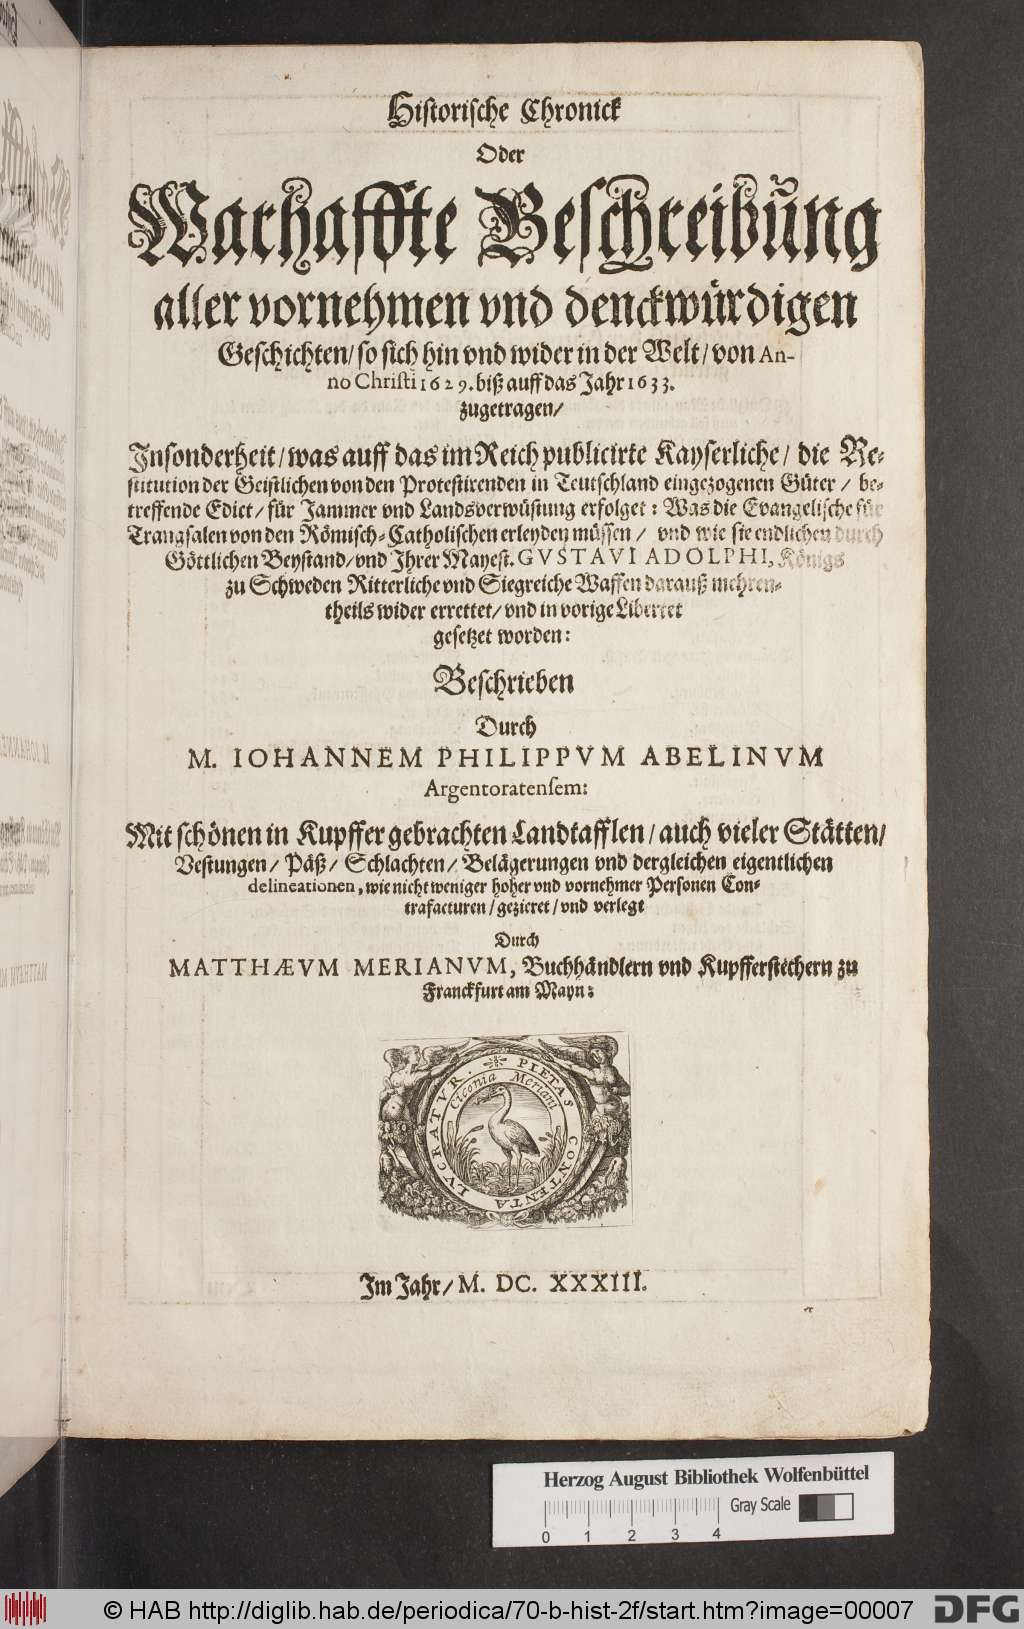 Historische Chronick
Oder
Warhaffte Beschreibũng
aller vornehmen vnd denckwürdigen
Geschichten/ so sich hin vnd wider in der Welt/ von An-
no Christi 1629. biß auff das Jahr 1633.
zugetragen/
Insonderheit/ was auff das im Reich publicirte Kayserliche/ die Re-
stitution der Geistlichen von den Protestirenden in Teutschland eingezogenen Güter/ be-
treffende Edict/ für Jammer vnd Landsverwüstung erfolget: Was die Evangelische für
Trangsalen von den Römisch-Catholischen erleyden müssen/ vnd wie sie endlichen durch
Göttlichen Beystand/ vnd Ihrer Mayest. GVSTAVI ADOLPHI, Königs
zu Schweden Ritterliche vnd Siegreiche Waffen darauß mehren-
theils wider errettet/ vnd in vorige Libertet
gesetzet worden:
Beschrieben
Durch
M. IOHANNEM PHILIPPVM ABELINVM
Argentoratensem:
Mit schönen in Kupffer gebrachten Landtafflen/ auch vieler Stätten/
Vestungen/ Päß/ Schlachten/ Belägerungen vnd dergleichen eigentlichen
delineationen, wie nicht weniger hoher vnd vornehmer Personen Con-
trafacturen/ gezieret/ vnd verlegt
Durch
MATTHÆVM MERIANVM, Buchhändlern vnd Kupfferstechern zu
Franckfurt am Mayn:
PIETAS CONTENTA LVCRATVR.
Ciconia Meriani
Im Jahr/ M. DC. XXXIII.
Herzog August Bibliothek Wolfenbüttel
0 1 2 3 4 Gray Scale
© HAB http://diglib.hab.de/periodica/70-b-hist-2f/start.htm?image=00007 DFG